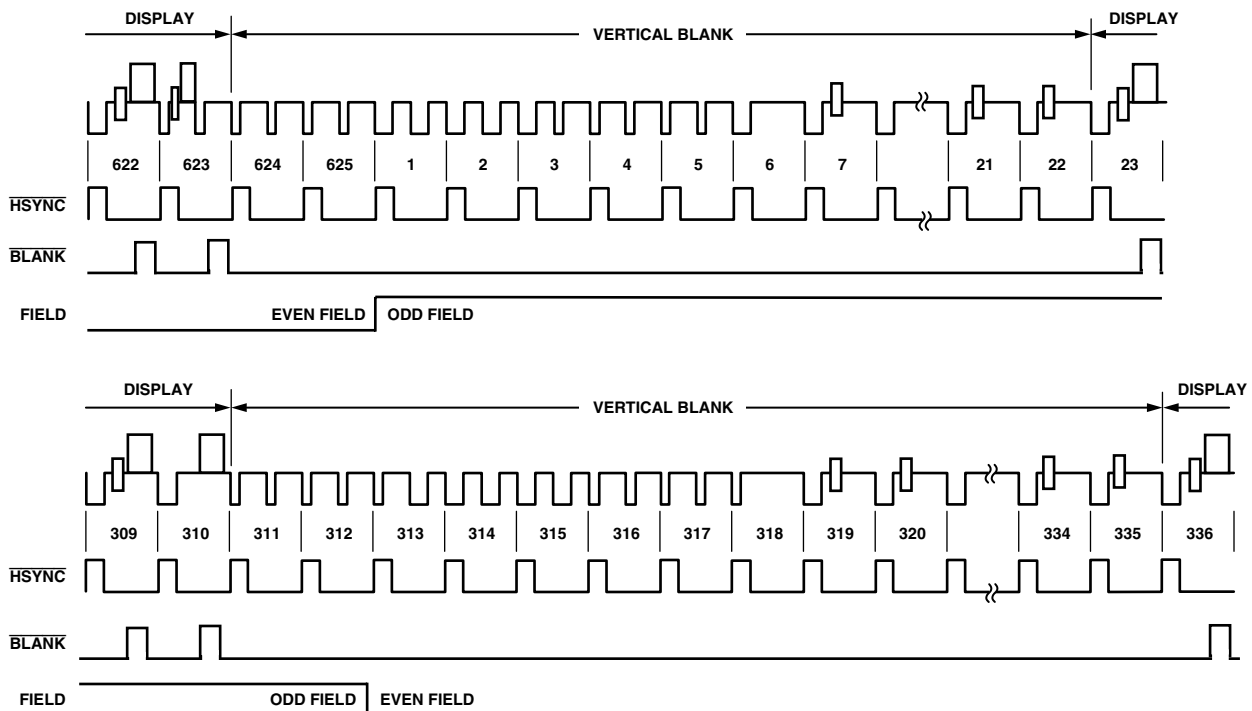 DISPLAY VERTICAL BLANK DISPLAY
622 623 624 625 1 2 3 4 5 6 7 21 22 23
HSYNC
BLANK
FIELD EVEN FIELD ODD FIELD
DISPLAY VERTICAL BLANK DISPLAY
309 310 311 312 313 314 315 316 317 318 319 320 334 335 336
HSYNC
BLANK
FIELD ODD FIELD EVEN FIELD